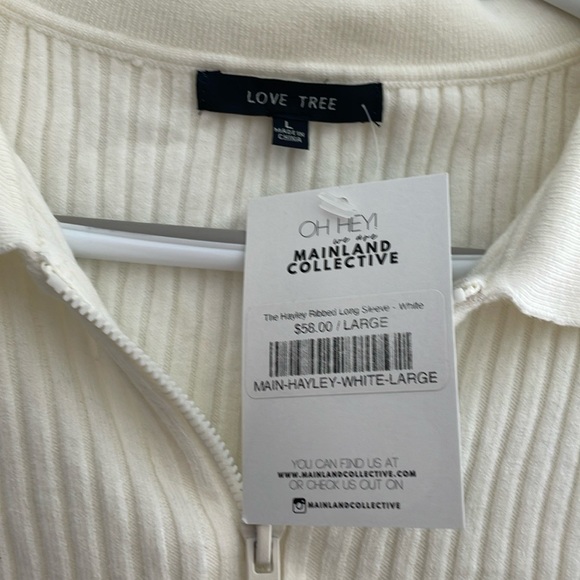 LOVE TREE
L
MADE IN
CHINA
OH HEY!
we are
MAINLAND
COLLECTIVE
The Hayley Ribbed Long Sleeve - White
$58.00 / LARGE
MAIN-HAYLEY-WHITE-LARGE
YOU CAN FIND US AT
WWW.MAINLANDCOLLECTIVE.COM
OR CHECK US OUT ON
@MAINLANDCOLLECTIVE